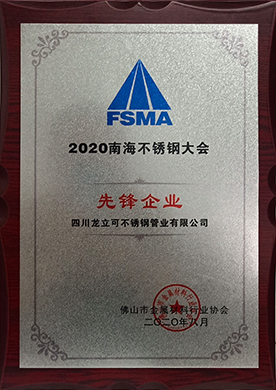 FSMA
2020南海不锈钢大会
先锋企业
四川龙立可不锈钢管业有限公司
佛山市金属材料行业协会
二〇二〇年八月